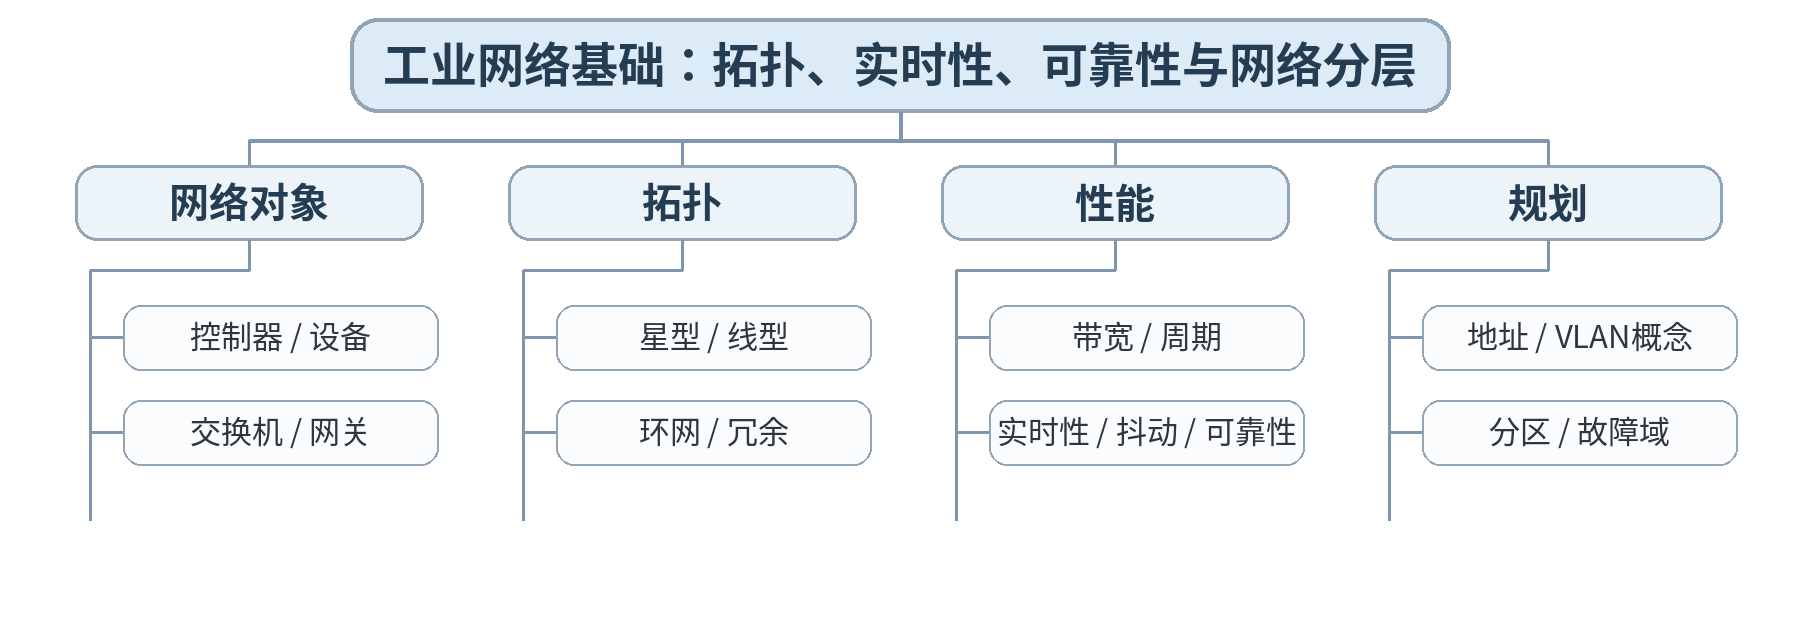 工业网络基础：拓扑、实时性、可靠性与网络分层
网络对象
拓扑
性能
规划
控制器 / 设备
星型 / 线型
带宽 / 周期
地址 / VLAN概念
交换机 / 网关
环网 / 冗余
实时性 / 抖动 / 可靠性
分区 / 故障域